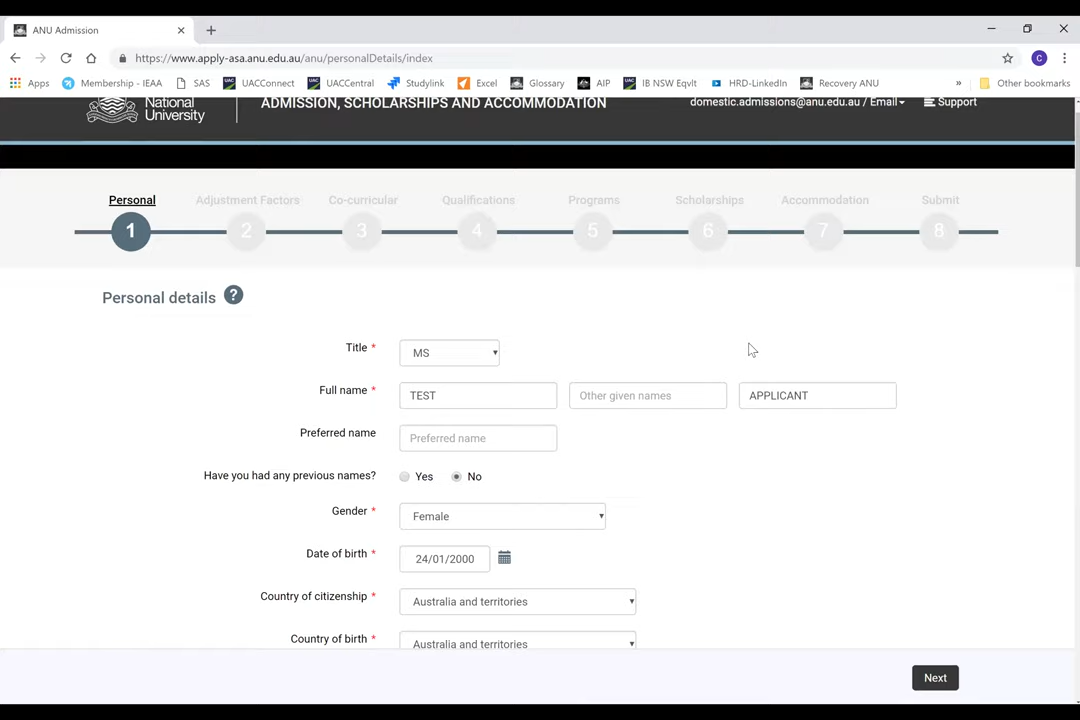 ANU Admission
https://www.apply-asa.anu.edu.au/anu/personalDetails/index
C
Apps Membership - IEAA SAS UACConnect UACCentral Studylink Excel Glossary AIP IB NSW Eqvlt HRD-LinkedIn Recovery ANU » Other bookmarks
National
University
ADMISSION, SCHOLARSHIPS AND ACCOMMODATION
domestic.admissions@anu.edu.au / Email
Support
Personal Adjustment Factors Co-curricular Qualifications Programs Scholarships Accommodation Submit
1 2 3 4 5 6 7 8
Personal details ?
Title * MS
Full name * TEST Other given names APPLICANT
Preferred name Preferred name
Have you had any previous names? Yes No
Gender * Female
Date of birth * 24/01/2000
Country of citizenship * Australia and territories
Country of birth * Australia and territories
Next